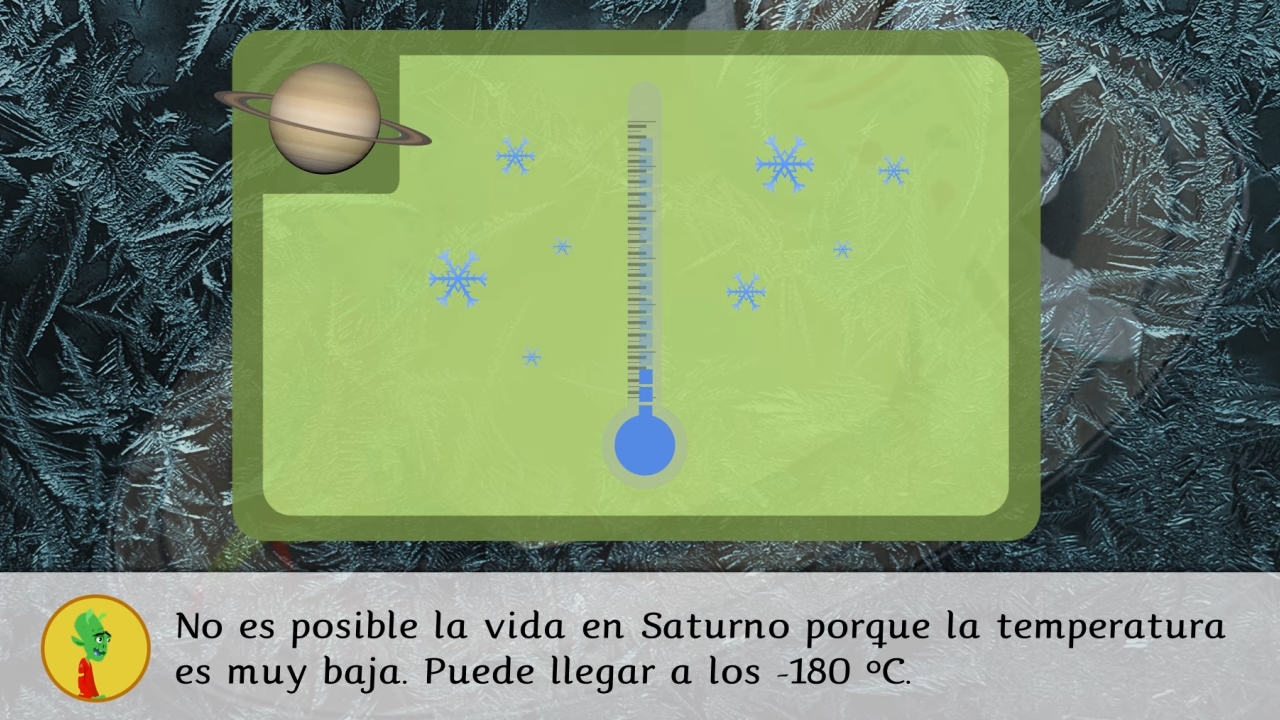 No es posible la vida en Saturno porque la temperatura
es muy baja. Puede llegar a los -180 ºC.